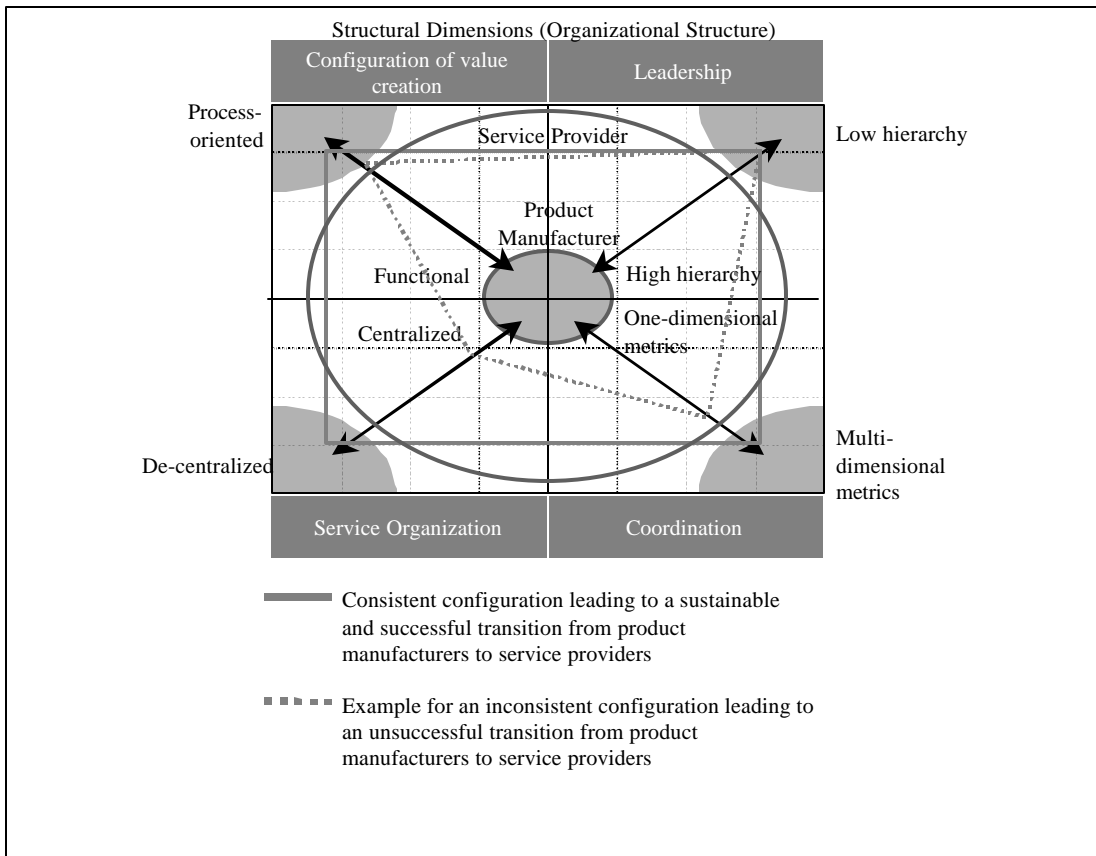 Structural Dimensions (Organizational Structure)
Configuration of value
creation
Leadership
Process-
oriented
Low hierarchy
Service Provider
Product
Manufacturer
Functional
High hierarchy
Centralized
One-dimensional
metrics
De-centralized
Multi-
dimensional
metrics
Service Organization
Coordination
Consistent configuration leading to a sustainable
and successful transition from product
manufacturers to service providers
Example for an inconsistent configuration leading to
an unsuccessful transition from product
manufacturers to service providers